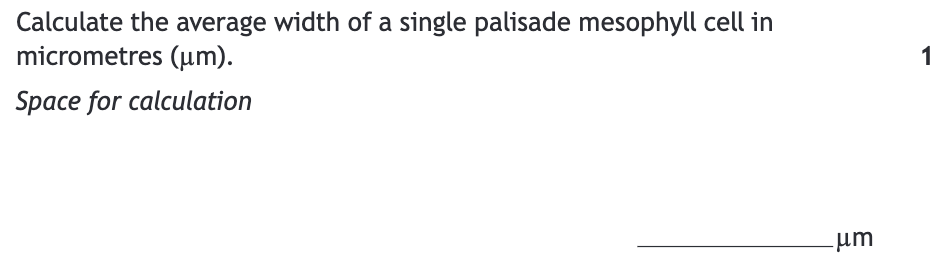 Calculate the average width of a single palisade mesophyll cell in
micrometres (μm).
1
Space for calculation
μm